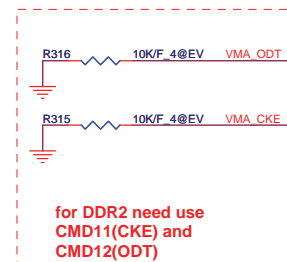 R316 10K/F_4@EV VMA_ODT
R315 10K/F_4@EV VMA_CKE
for DDR2 need use
CMD11(CKE) and
CMD12(ODT)